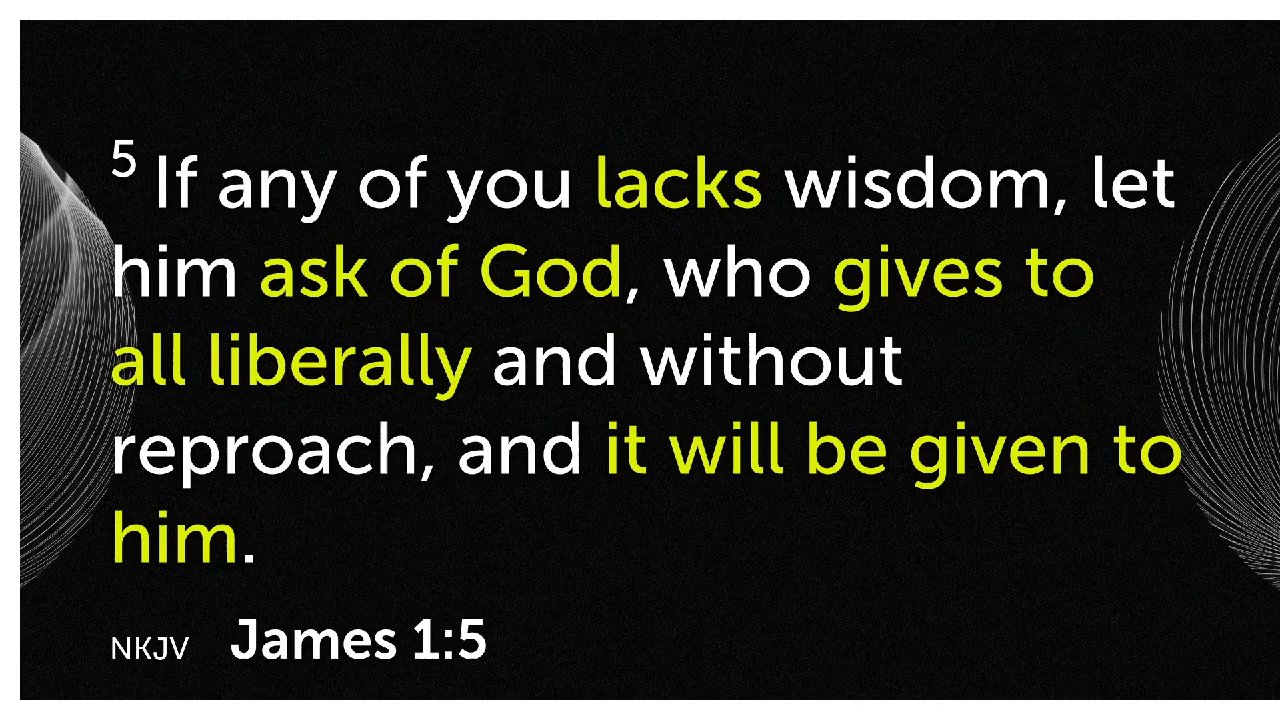 5 If any of you lacks wisdom, let
him ask of God, who gives to
all liberally and without
reproach, and it will be given to
him.
NKJV James 1:5